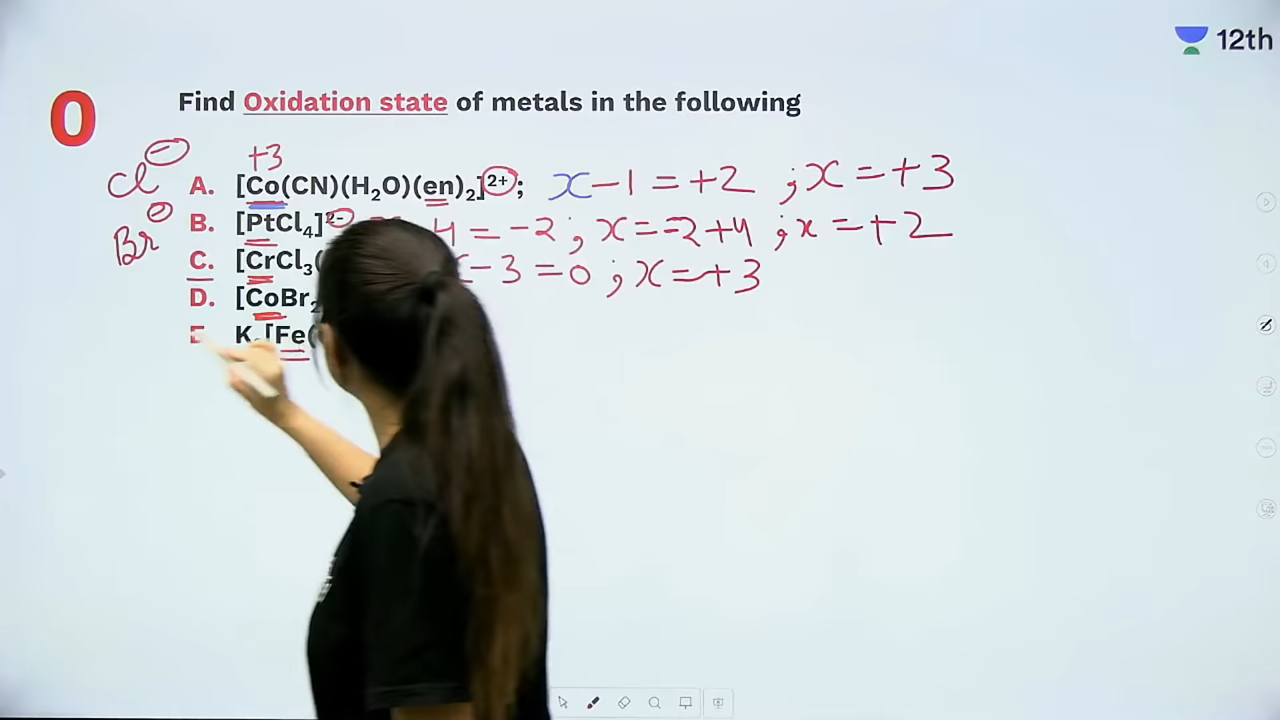 12th
0
Find Oxidation state of metals in the following
+3
Cl⊖
A. [Co(CN)(H₂O)(en)₂]²⁺; x-1 = +2 ; x = +3
Br⊖
B. [PtCl₄]²⁻ 4 = -2 ; x = -2+4 ; x = +2
C. [CrCl₃( -3 = 0 ; x = +3
D. [CoBr₂
K [Fe(